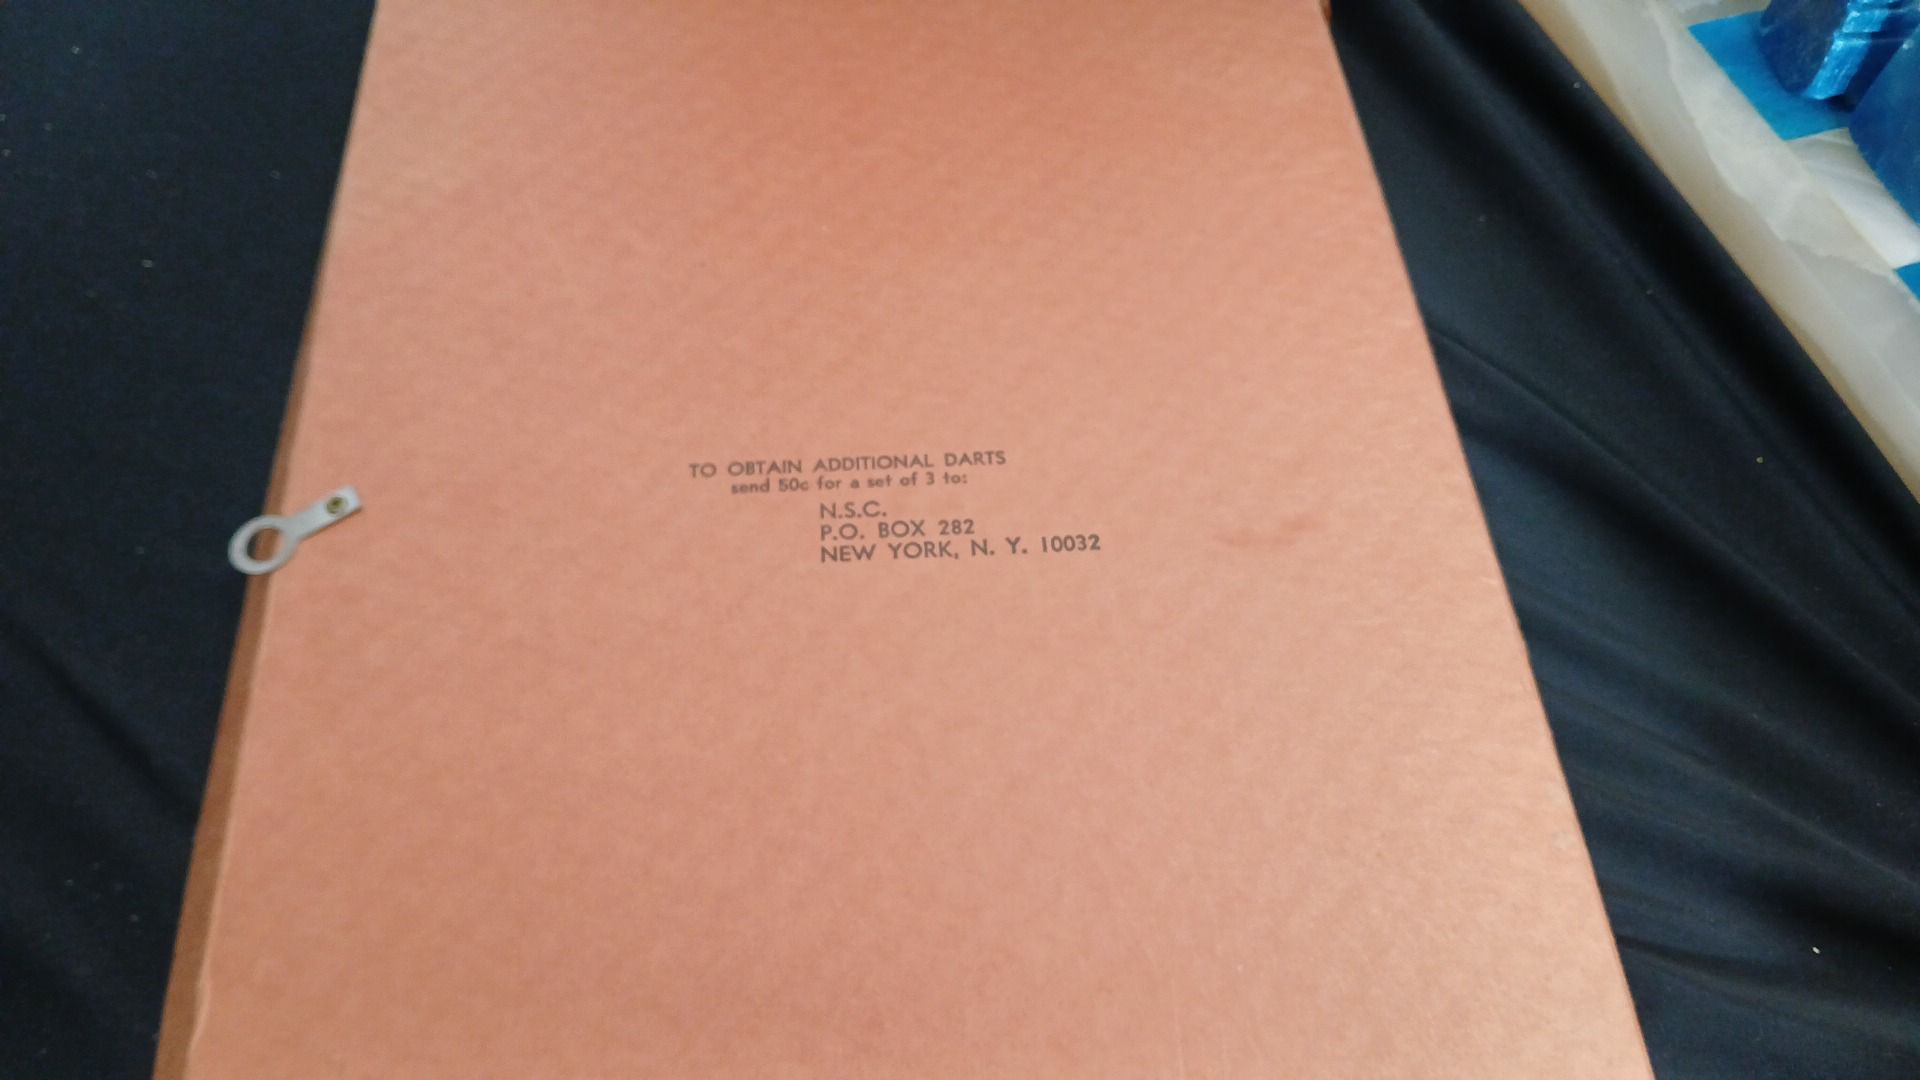 TO OBTAIN ADDITIONAL DARTS
send 50c for a set of 3 to:
N.S.C.
P.O. BOX 282
NEW YORK, N. Y. 10032